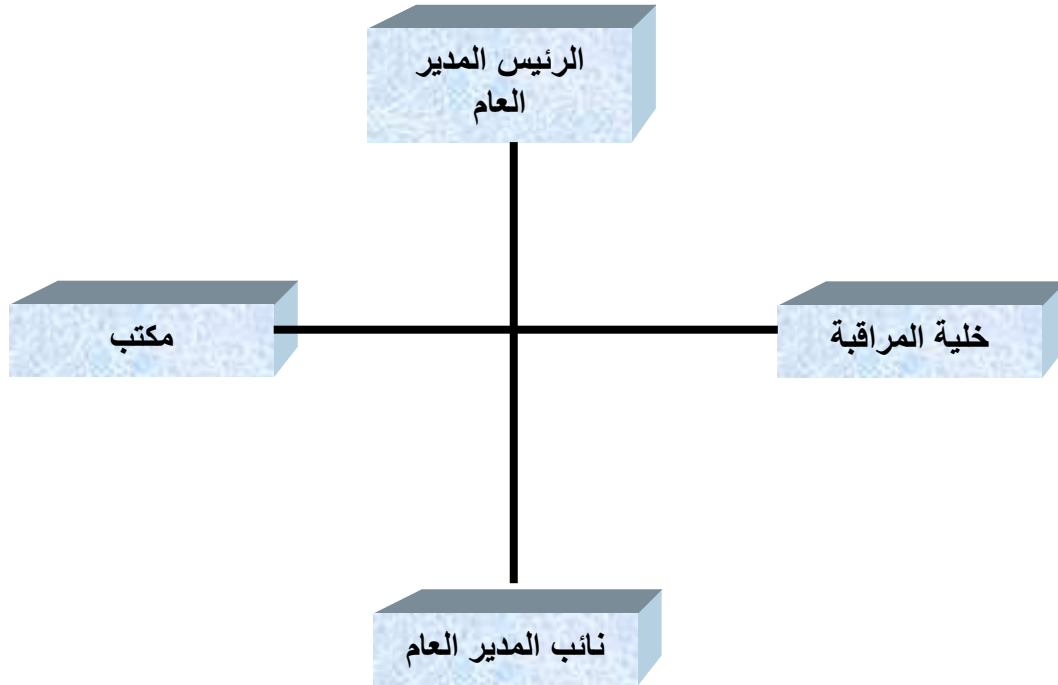 الرئيس المدير
العام
خلية المراقبة
مكتب
نائب المدير العام